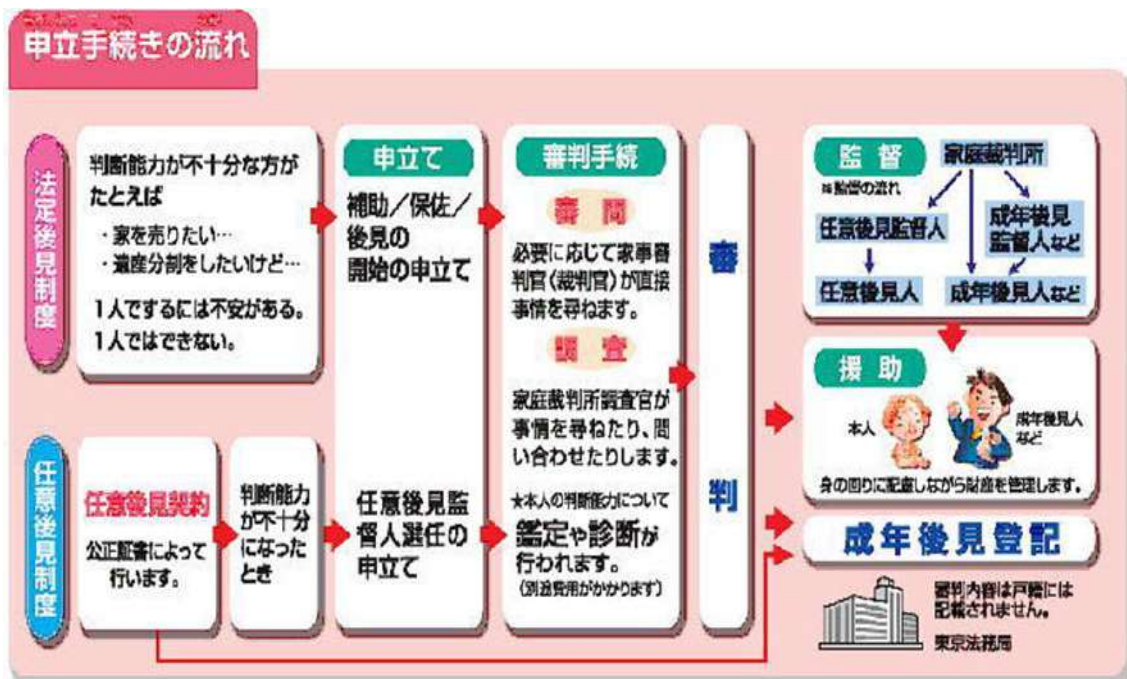 申立手続きの流れ
法定後見制度
判断能力が不十分な方が
たとえば
・家を売りたい…
・遺産分割をしたいけど…
1人でするには不安がある。
1人ではできない。
申立て
補助／保佐／
後見の
開始の申立て
審判手続
審問
必要に応じて家事審
判官(裁判官)が直接
事情を尋ねます。
調査
家庭裁判所調査官が
事情を尋ねたり、問
い合わせたりします。
★本人の判断能力について
鑑定や診断が
行われます。
(別途費用がかかります)
審判
監督
※監督の流れ
家庭裁判所
任意後見監督人
成年後見
監督人など
任意後見人
成年後見人など
援助
本人
成年後見人
など
身の回りに配慮しながら財産を管理します。
任意後見制度
任意後見契約
公正証書によって
行います。
判断能力
が不十分
になった
とき
任意後見監
督人選任の
申立て
成年後見登記
審判内容は戸籍には
記載されません。
東京法務局